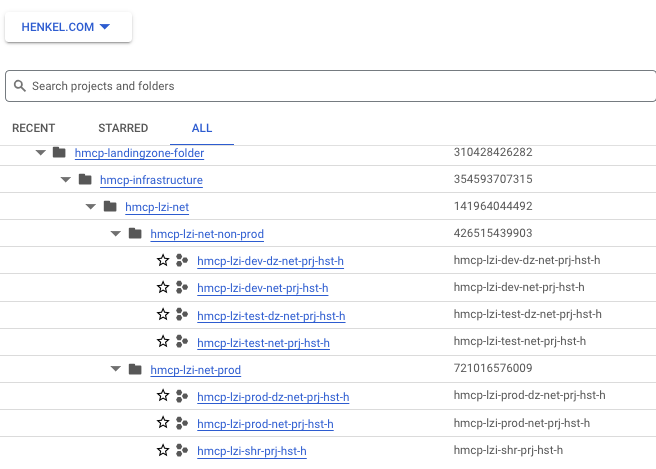 HENKEL.COM
Search projects and folders
RECENT STARRED ALL
hmcp-landingzone-folder 310428426282
hmcp-infrastructure 354593707315
hmcp-lzi-net 141964044492
hmcp-lzi-net-non-prod 426515439903
hmcp-lzi-dev-dz-net-prj-hst-h hmcp-lzi-dev-dz-net-prj-hst-h
hmcp-lzi-dev-net-prj-hst-h hmcp-lzi-dev-net-prj-hst-h
hmcp-lzi-test-dz-net-prj-hst-h hmcp-lzi-test-dz-net-prj-hst-h
hmcp-lzi-test-net-prj-hst-h hmcp-lzi-test-net-prj-hst-h
hmcp-lzi-net-prod 721016576009
hmcp-lzi-prod-dz-net-prj-hst-h hmcp-lzi-prod-dz-net-prj-hst-h
hmcp-lzi-prod-net-prj-hst-h hmcp-lzi-prod-net-prj-hst-h
hmcp-lzi-shr-prj-hst-h hmcp-lzi-shr-prj-hst-h